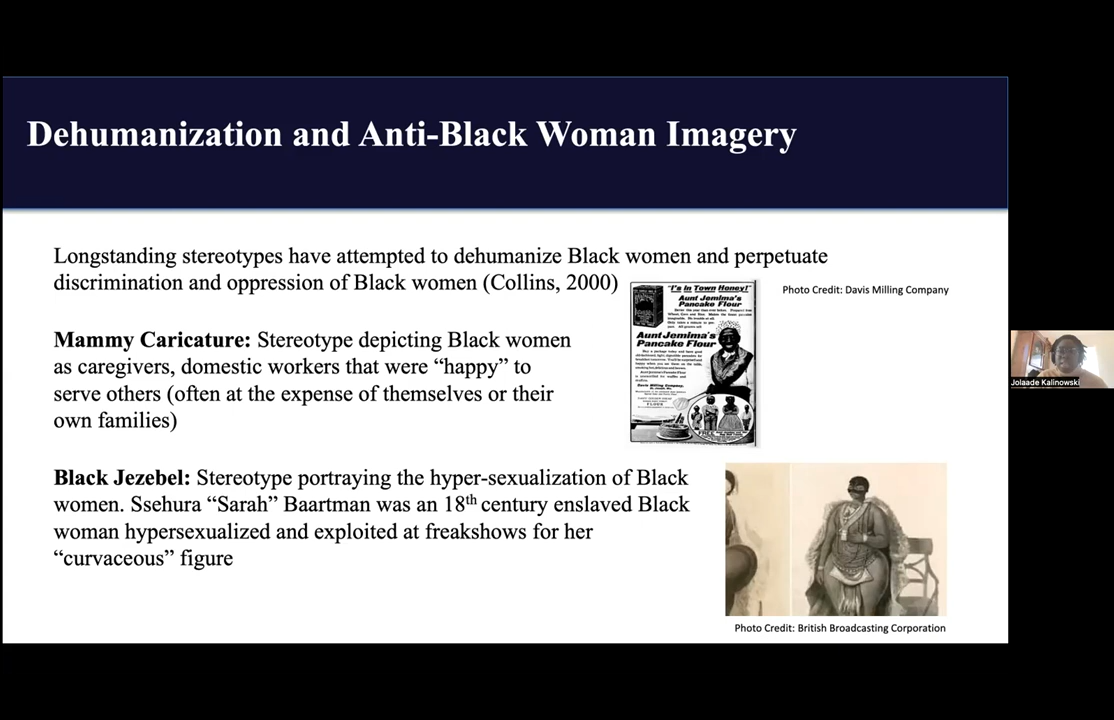 Dehumanization and Anti-Black Woman Imagery
Longstanding stereotypes have attempted to dehumanize Black women and perpetuate
discrimination and oppression of Black women (Collins, 2000)
Photo Credit: Davis Milling Company
"I's in Town Honey!"
Aunt Jemima's
Pancake Flour
Aunt Jemima's
Pancake Flour
Davis Milling Company,
FREE
Mammy Caricature: Stereotype depicting Black women
as caregivers, domestic workers that were “happy” to
serve others (often at the expense of themselves or their
own families)
Black Jezebel: Stereotype portraying the hyper-sexualization of Black
women. Ssehura “Sarah” Baartman was an 18th century enslaved Black
woman hypersexualized and exploited at freakshows for her
“curvaceous” figure
Photo Credit: British Broadcasting Corporation
Jolaade Kalinowski